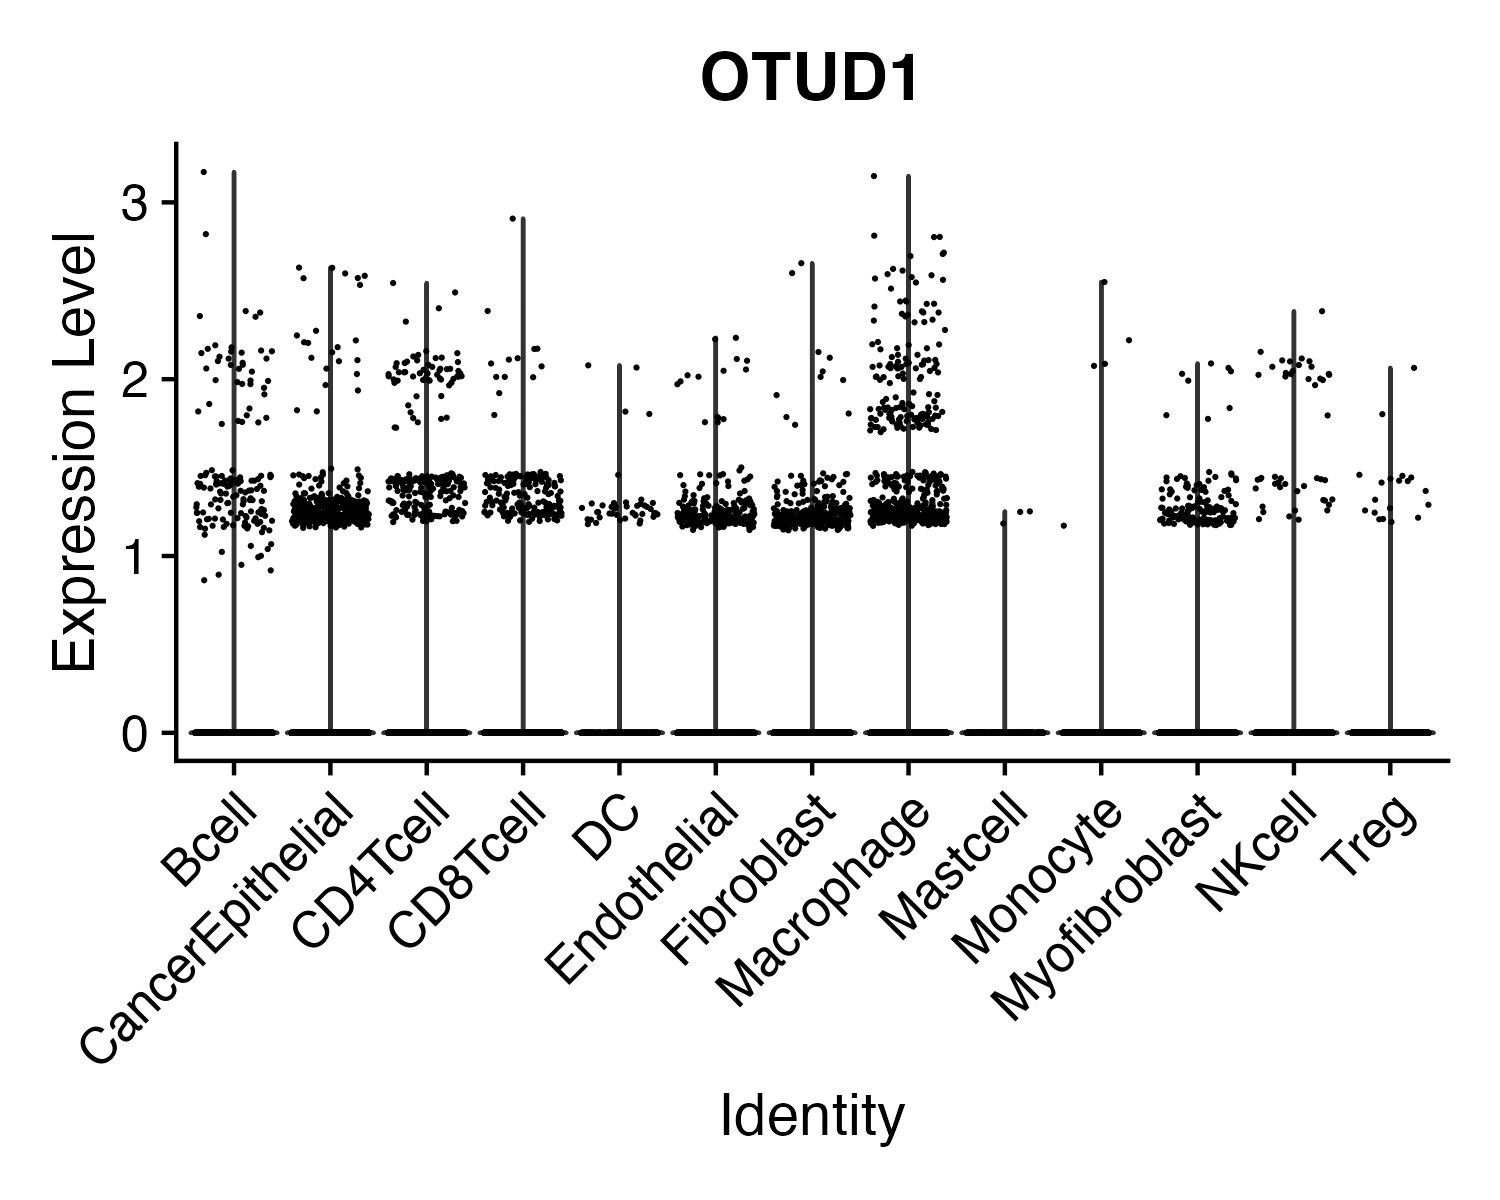 OTUD1
Expression Level
3
2
1
0
Bcell
CancerEpithelial
CD4Tcell
CD8Tcell
DC
Endothelial
Fibroblast
Macrophage
Mastcell
Monocyte
Myofibroblast
NKcell
Treg
Identity